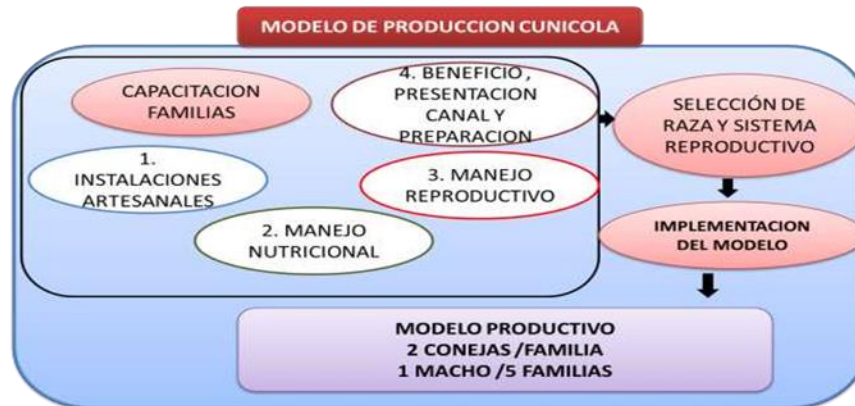 MODELO DE PRODUCCION CUNICOLA
CAPACITACION
FAMILIAS
1.
INSTALACIONES
ARTESANALES
2. MANEJO
NUTRICIONAL
3. MANEJO
REPRODUCTIVO
4. BENEFICIO ,
PRESENTACION
CANAL Y
PREPARACION
SELECCIÓN DE
RAZA Y SISTEMA
REPRODUCTIVO
IMPLEMENTACION
DEL MODELO
MODELO PRODUCTIVO
2 CONEJAS /FAMILIA
1 MACHO /5 FAMILIAS